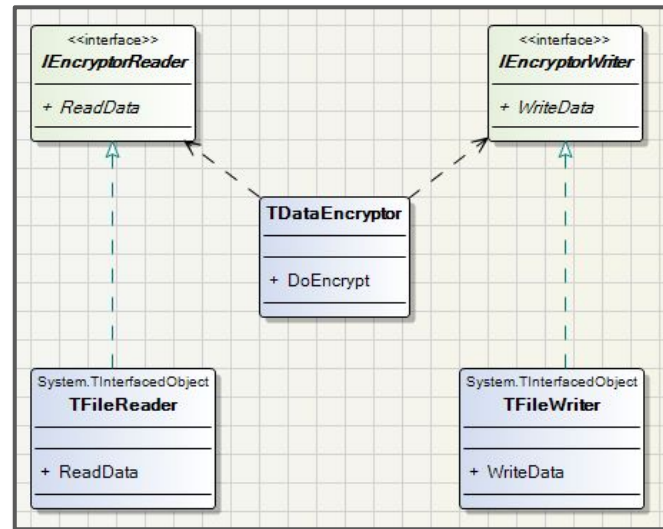 <<interface>>
IEncryptorReader
+ ReadData
<<interface>>
IEncryptorWriter
+ WriteData
TDataEncryptor
+ DoEncrypt
System.TInterfacedObject
TFileReader
+ ReadData
System.TInterfacedObject
TFileWriter
+ WriteData